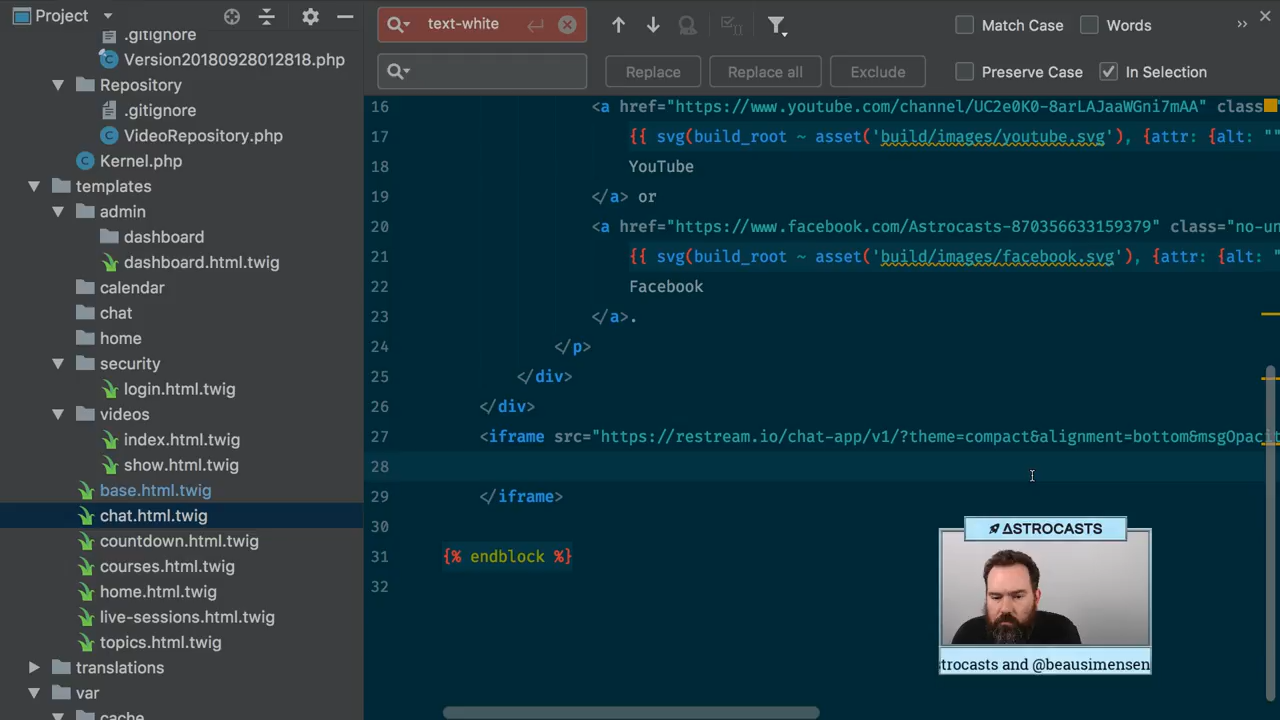 Project
.gitignore
Version20180928012818.php
Repository
.gitignore
VideoRepository.php
Kernel.php
templates
admin
dashboard
dashboard.html.twig
calendar
chat
home
security
login.html.twig
videos
index.html.twig
show.html.twig
base.html.twig
chat.html.twig
countdown.html.twig
courses.html.twig
home.html.twig
live-sessions.html.twig
topics.html.twig
translations
var
cache
text-white
Match Case
Words
Replace
Replace all
Exclude
Preserve Case
In Selection
16 <a href="https://www.youtube.com/channel/UC2e0K0-8arLAJaaWGni7mAA" class
17 {{ svg(build_root ~ asset('build/images/youtube.svg'), {attr: {alt: ""
18 YouTube
19 </a> or
20 <a href="https://www.facebook.com/Astrocasts-870356633159379" class="no-un
21 {{ svg(build_root ~ asset('build/images/facebook.svg'), {attr: {alt: "
22 Facebook
23 </a>.
24 </p>
25 </div>
26 </div>
27 <iframe src="https://restream.io/chat-app/v1/?theme=compact&alignment=bottom&msgOpacit
28
29 </iframe>
30
31 {% endblock %}
32
ΔSTROCASTS
trocasts and @beausimensen